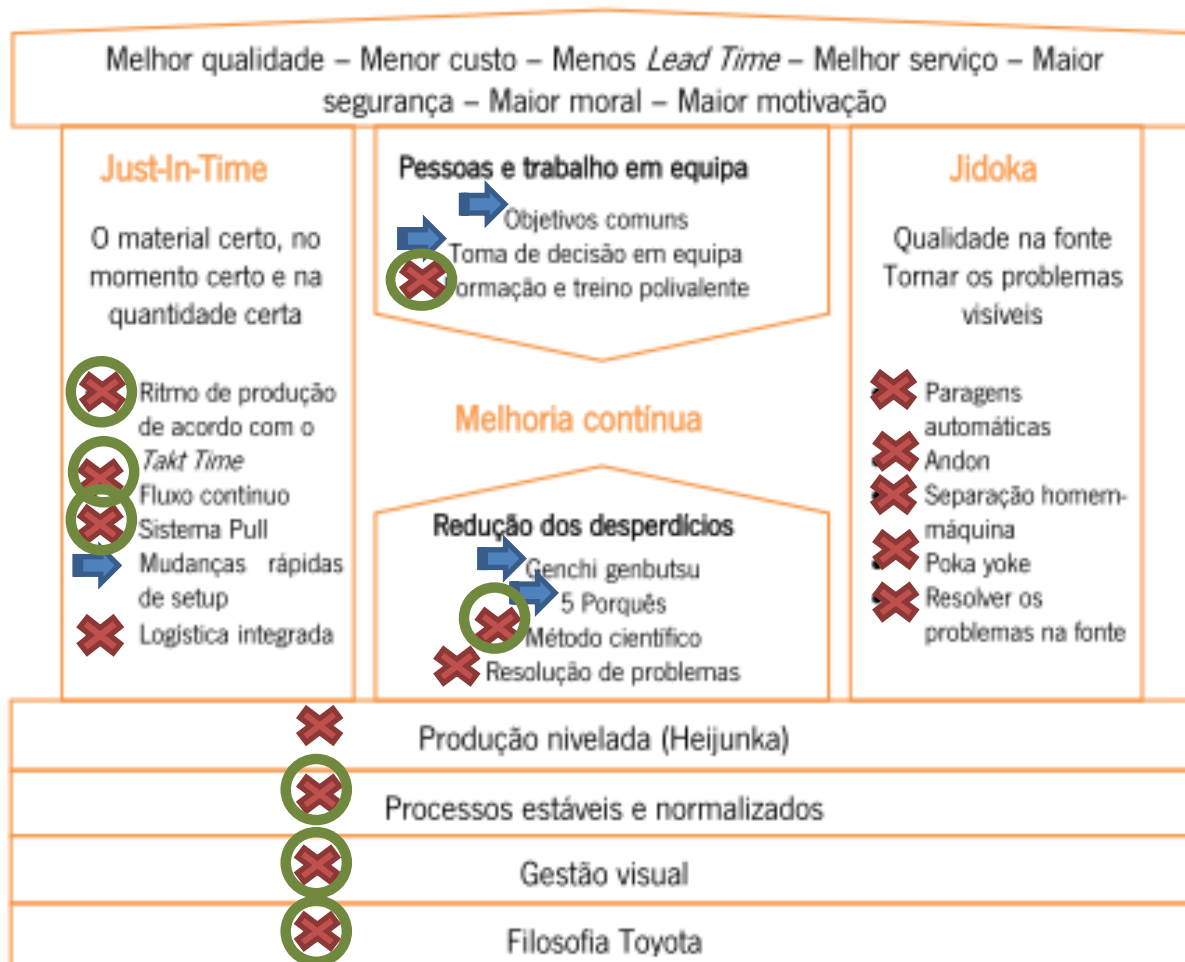 Melhor qualidade – Menor custo – Menos Lead Time – Melhor serviço – Maior
segurança – Maior moral – Maior motivação
Just-In-Time
O material certo, no
momento certo e na
quantidade certa
Ritmo de produção
de acordo com o
Takt Time
Fluxo contínuo
Sistema Pull
Mudanças rápidas
de setup
Logística integrada
Pessoas e trabalho em equipa
Objetivos comuns
Toma de decisão em equipa
Formação e treino polivalente
Melhoria contínua
Redução dos desperdícios
Genchi genbutsu
5 Porquês
Método científico
Resolução de problemas
Jidoka
Qualidade na fonte
Tornar os problemas
visíveis
Paragens
automáticas
Andon
Separação homem-
máquina
Poka yoke
Resolver os
problemas na fonte
Produção nivelada (Heijunka)
Processos estáveis e normalizados
Gestão visual
Filosofia Toyota